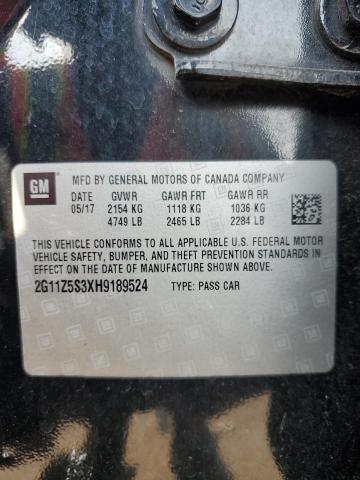 GM
MFD BY GENERAL MOTORS OF CANADA COMPANY
DATE GVWR GAWR FRT GAWR RR
05/17 2154 KG 1118 KG 1036 KG
4749 LB 2465 LB 2284 LB
THIS VEHICLE CONFORMS TO ALL APPLICABLE U.S. FEDERAL MOTOR
VEHICLE SAFETY, BUMPER, AND THEFT PREVENTION STANDARDS IN
EFFECT ON THE DATE OF MANUFACTURE SHOWN ABOVE.
2G11Z5S3XH9189524 TYPE: PASS CAR